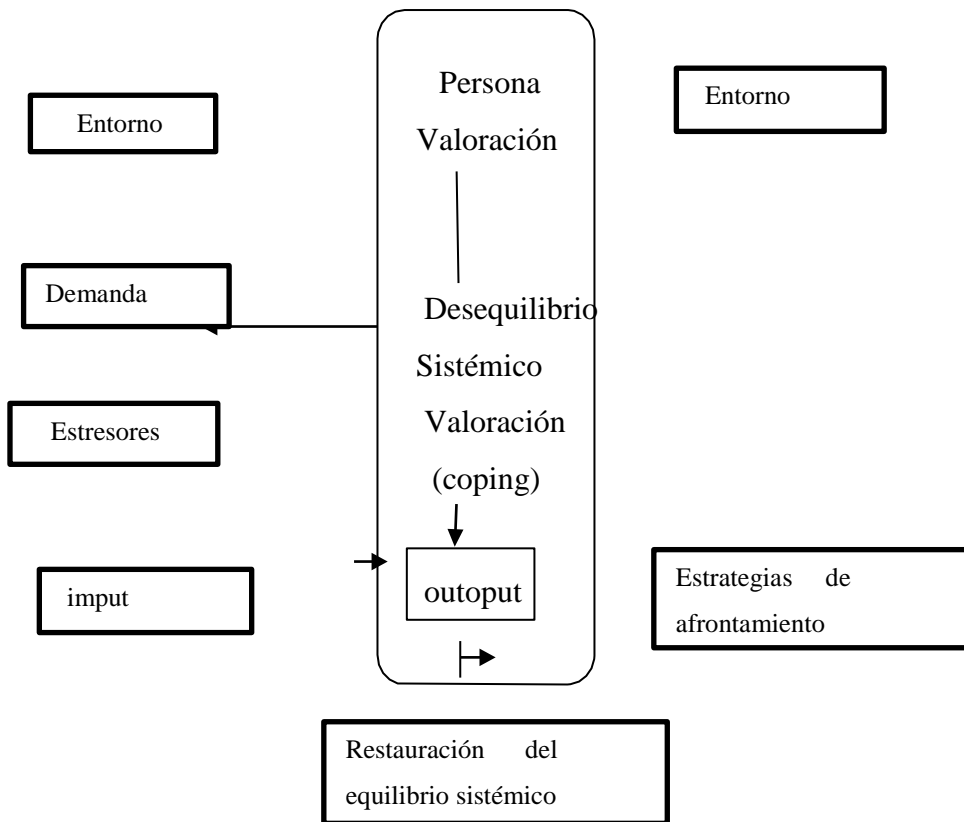 Persona
Valoración
Entorno
Entorno
Demanda
Desequilibrio
Sistémico
Estresores
Valoración
(coping)
imput
outoput
Estrategias de
afrontamiento
Restauración del
equilibrio sistémico